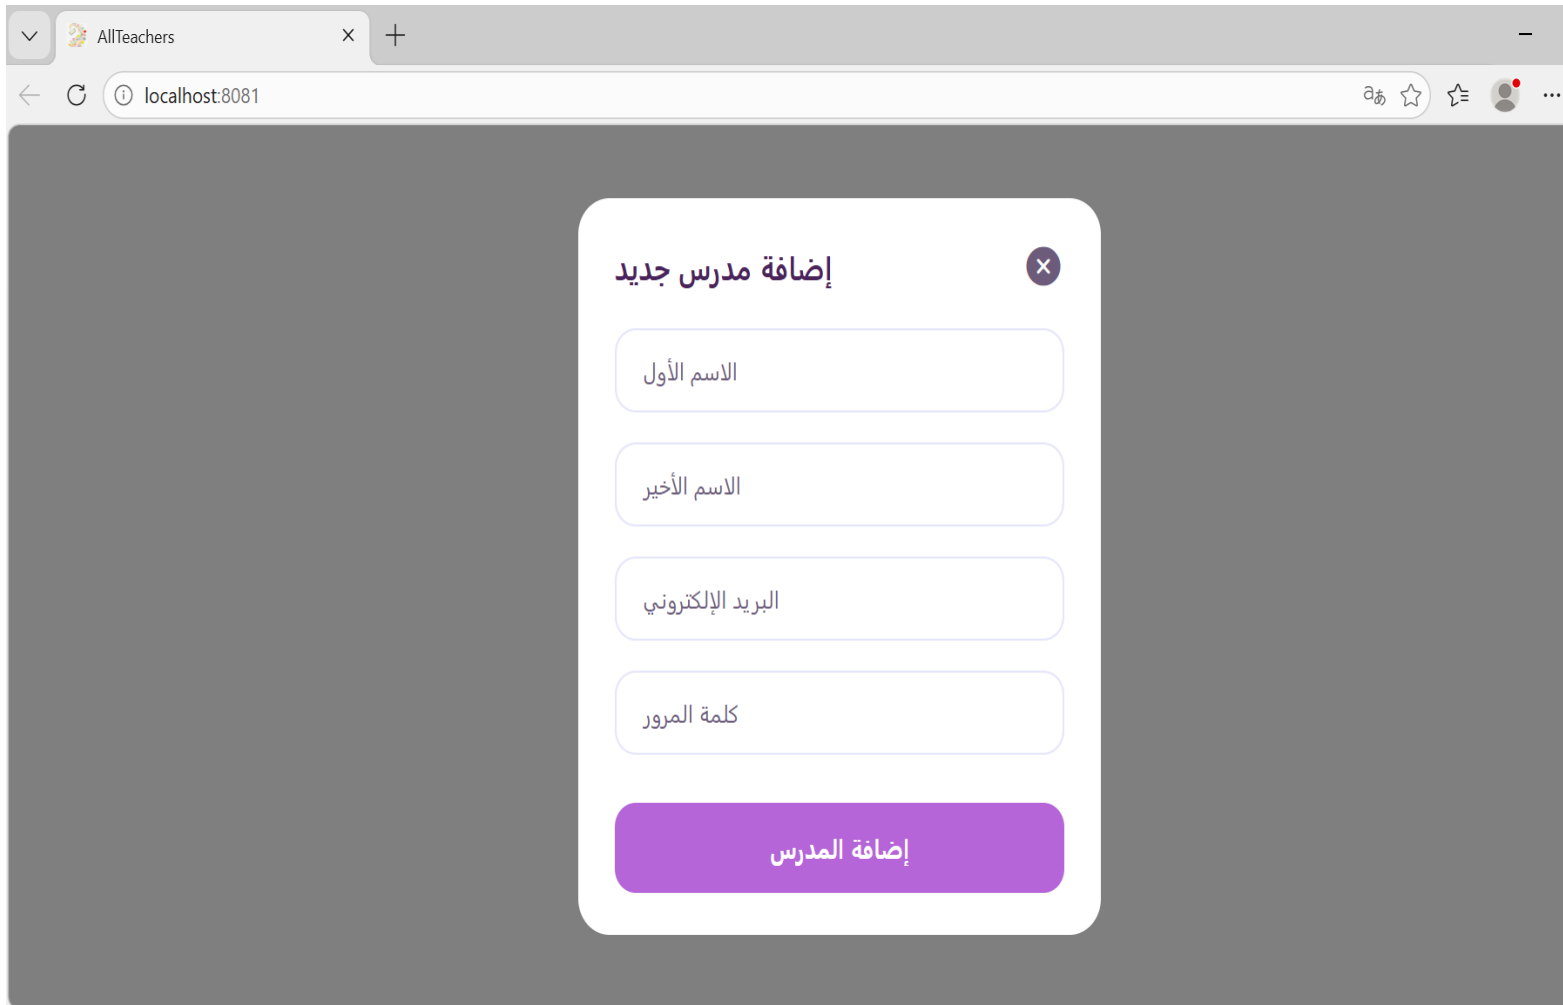 AllTeachers
localhost:8081
إضافة مدرس جديد
الاسم الأول
الاسم الأخير
البريد الإلكتروني
كلمة المرور
إضافة المدرس